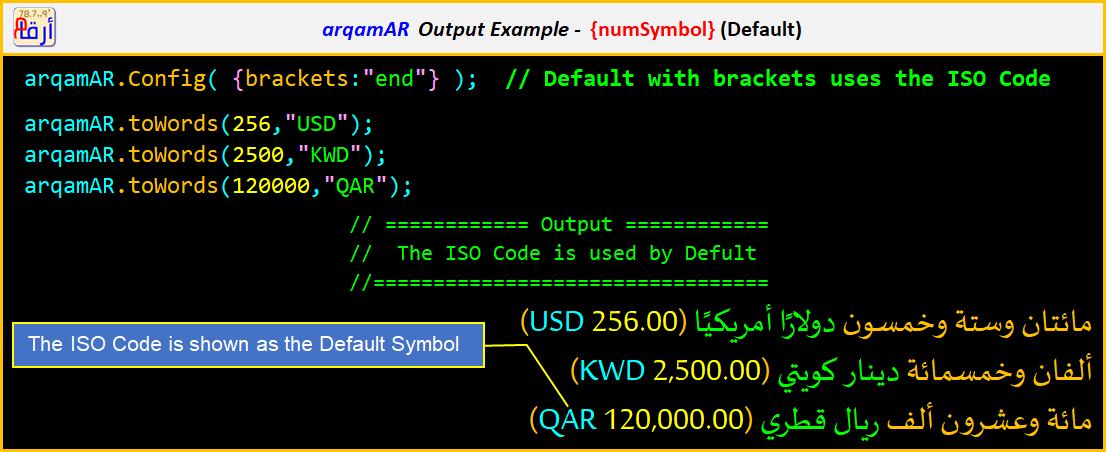 78.7,٩٢
أرقام
AR
arqamAR Output Example - {numSymbol} (Default)
arqamAR.Config( {brackets:"end"} ); // Default with brackets uses the ISO Code
arqamAR.toWords(256,"USD");
arqamAR.toWords(2500,"KWD");
arqamAR.toWords(120000,"QAR");
// ============ Output ============
// The ISO Code is used by Defult
//=================================
مائتان وستة وخمسون دولارًا أمريكيًا (256.00 USD)
The ISO Code is shown as the Default Symbol
ألفان وخمسمائة دينار كويتي (2,500.00 KWD)
مائة وعشرون ألف ريال قطري (120,000.00 QAR)